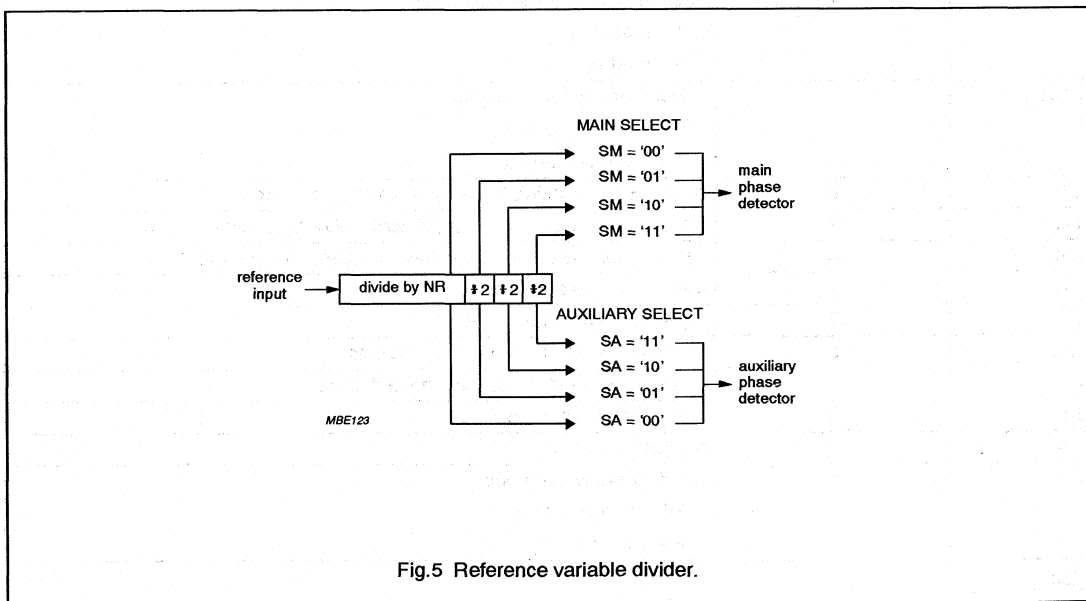 MAIN SELECT
SM = '00'
SM = '01'
SM = '10'
SM = '11'
main
phase
detector
reference
input
divide by NR
÷2
÷2
÷2
AUXILIARY SELECT
SA = '11'
SA = '10'
SA = '01'
SA = '00'
auxiliary
phase
detector
MBE123
Fig.5 Reference variable divider.